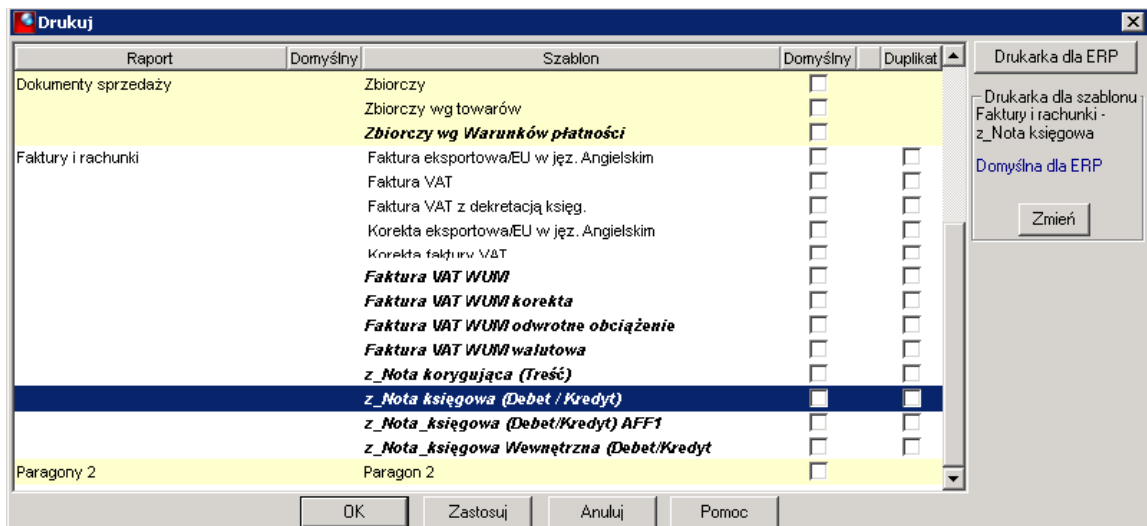 Drukuj
Raport Domyślny Szablon Domyślny Duplikat
Dokumenty sprzedaży Zbiorczy
Zbiorczy wg towarów
Zbiorczy wg Warunków płatności
Faktury i rachunki Faktura eksportowa/EU w jęz. Angielskim
Faktura VAT
Faktura VAT z dekretacją księg.
Korekta eksportowa/EU w jęz. Angielskim
Korekta faktury VAT
Faktura VAT WUM
Faktura VAT WUM korekta
Faktura VAT WUM odwrotne obciążenie
Faktura VAT WUM walutowa
z_Nota korygująca (Treść)
z_Nota księgowa (Debet / Kredyt)
z_Nota_księgowa (Debet/Kredyt) AFF1
z_Nota_księgowa Wewnętrzna (Debet/Kredyt
Paragony 2 Paragon 2
Drukarka dla ERP
Drukarka dla szablonu
Faktury i rachunki -
z_Nota księgowa
Domyślna dla ERP
Zmień
OK Zastosuj Anuluj Pomoc